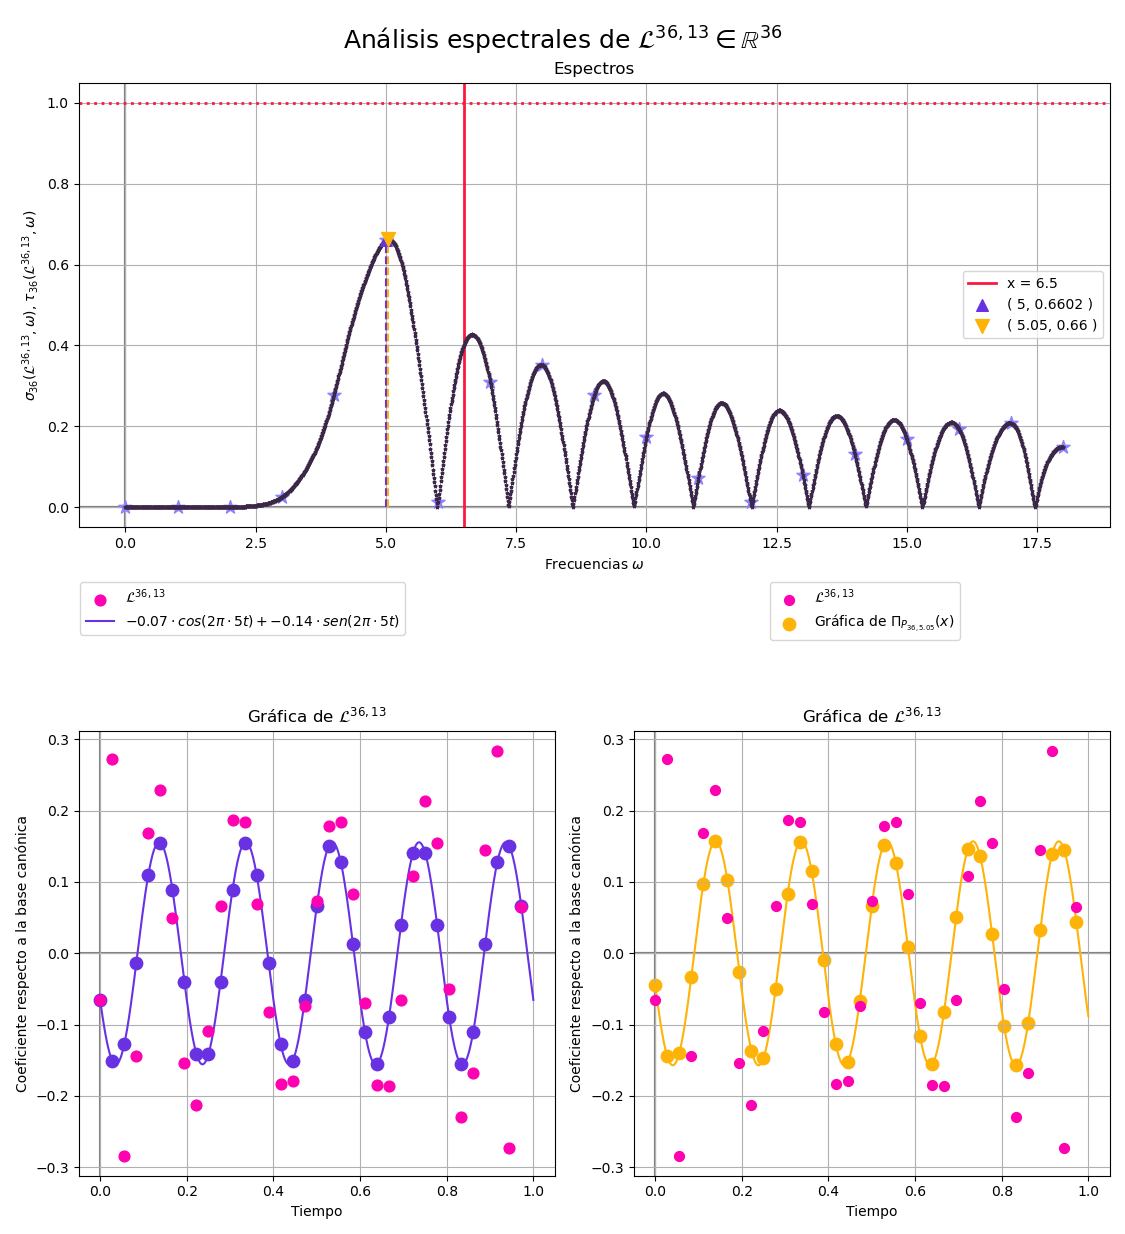 Análisis espectrales de 𝓛^{36,13} ∈ ℝ^{36}
Espectros
1.0
0.8
0.6
0.4
0.2
0.0
σ_{36}(𝓛^{36,13}, ω), τ_{36}(𝓛^{36,13}, ω)
x = 6.5
( 5, 0.6602 )
( 5.05, 0.66 )
0.0 2.5 5.0 7.5 10.0 12.5 15.0 17.5
Frecuencias ω
𝓛^{36,13}
−0.07 · cos(2π · 5t) + −0.14 · sen(2π · 5t)
𝓛^{36,13}
Gráfica de Π_{P_{36,5.05}}(x)
Gráfica de 𝓛^{36,13}
0.3
0.2
0.1
0.0
−0.1
−0.2
−0.3
Coeficiente respecto a la base canónica
0.0 0.2 0.4 0.6 0.8 1.0
Tiempo
Gráfica de 𝓛^{36,13}
0.3
0.2
0.1
0.0
−0.1
−0.2
−0.3
Coeficiente respecto a la base canónica
0.0 0.2 0.4 0.6 0.8 1.0
Tiempo